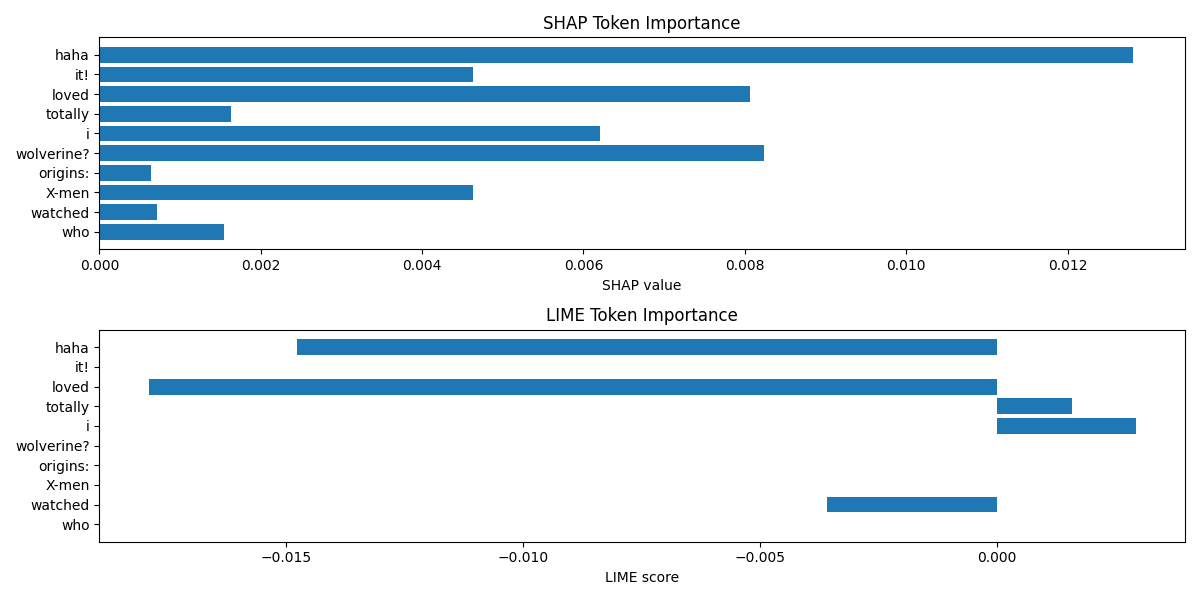 SHAP Token Importance
haha
it!
loved
totally
i
wolverine?
origins:
X-men
watched
who
0.000 0.002 0.004 0.006 0.008 0.010 0.012
SHAP value
LIME Token Importance
haha
it!
loved
totally
i
wolverine?
origins:
X-men
watched
who
−0.015 −0.010 −0.005 0.000
LIME score